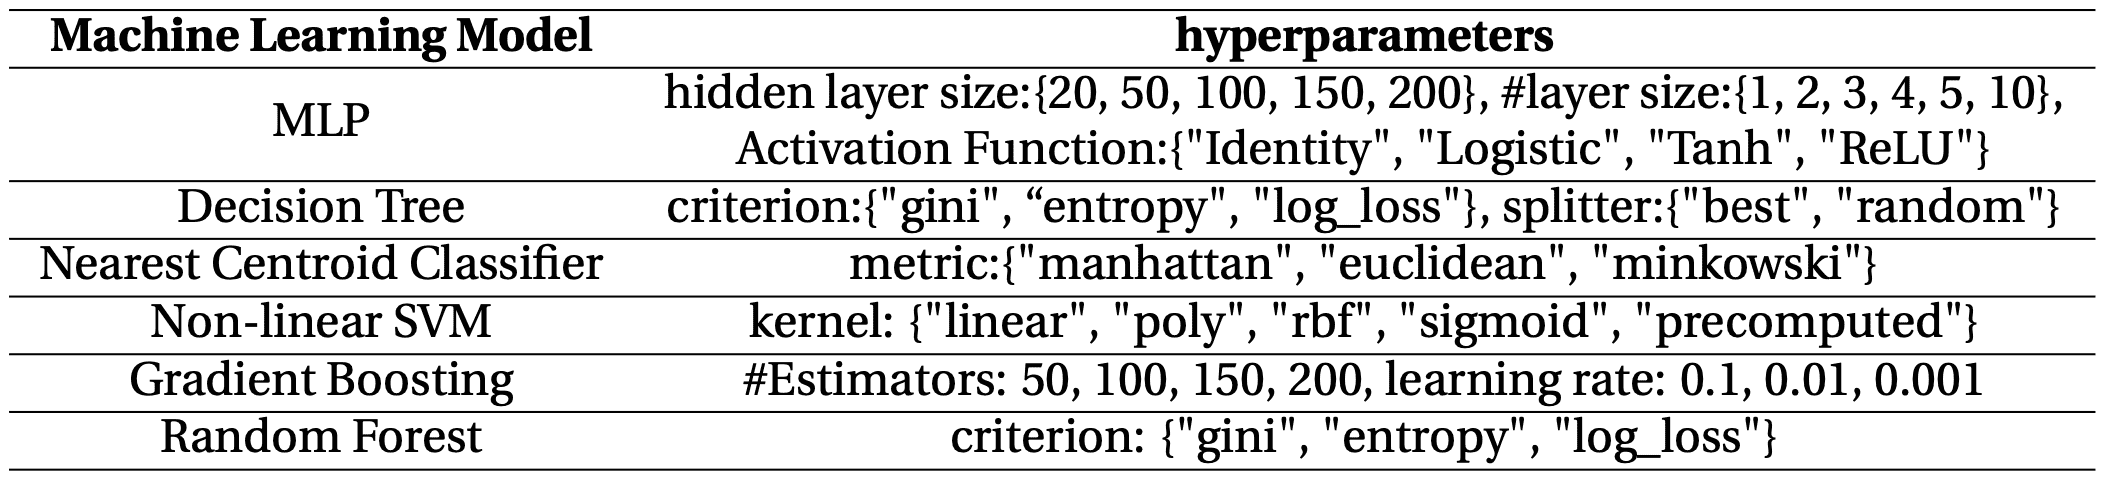 Machine Learning Model hyperparameters
MLP
hidden layer size:{20, 50, 100, 150, 200}, #layer size:{1, 2, 3, 4, 5, 10},
Activation Function:{"Identity", "Logistic", "Tanh", "ReLU"}
Decision Tree criterion:{"gini", “entropy", "log_loss"}, splitter:{"best", "random"}
Nearest Centroid Classifier metric:{"manhattan", "euclidean", "minkowski"}
Non-linear SVM kernel: {"linear", "poly", "rbf", "sigmoid", "precomputed"}
Gradient Boosting #Estimators: 50, 100, 150, 200, learning rate: 0.1, 0.01, 0.001
Random Forest criterion: {"gini", "entropy", "log_loss"}